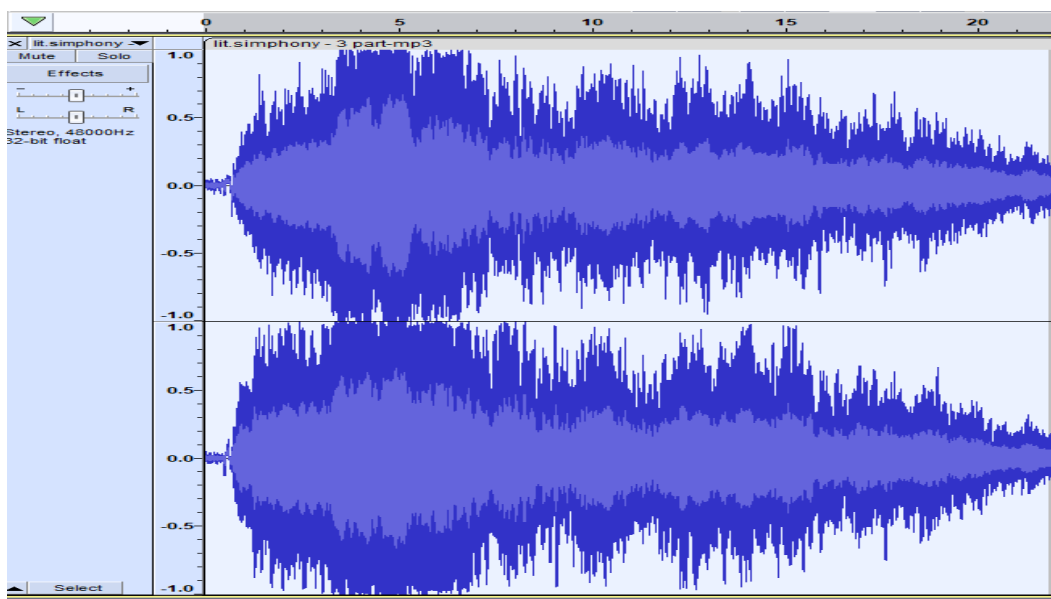 0 5 10 15 20
× lit.simphony - lit.simphony - 3 part-mp3
Mute Solo
Effects
- +
L R
Stereo, 48000Hz
32-bit float
1.0
0.5
0.0
-0.5
-1.0
1.0
0.5
0.0
-0.5
-1.0
Select